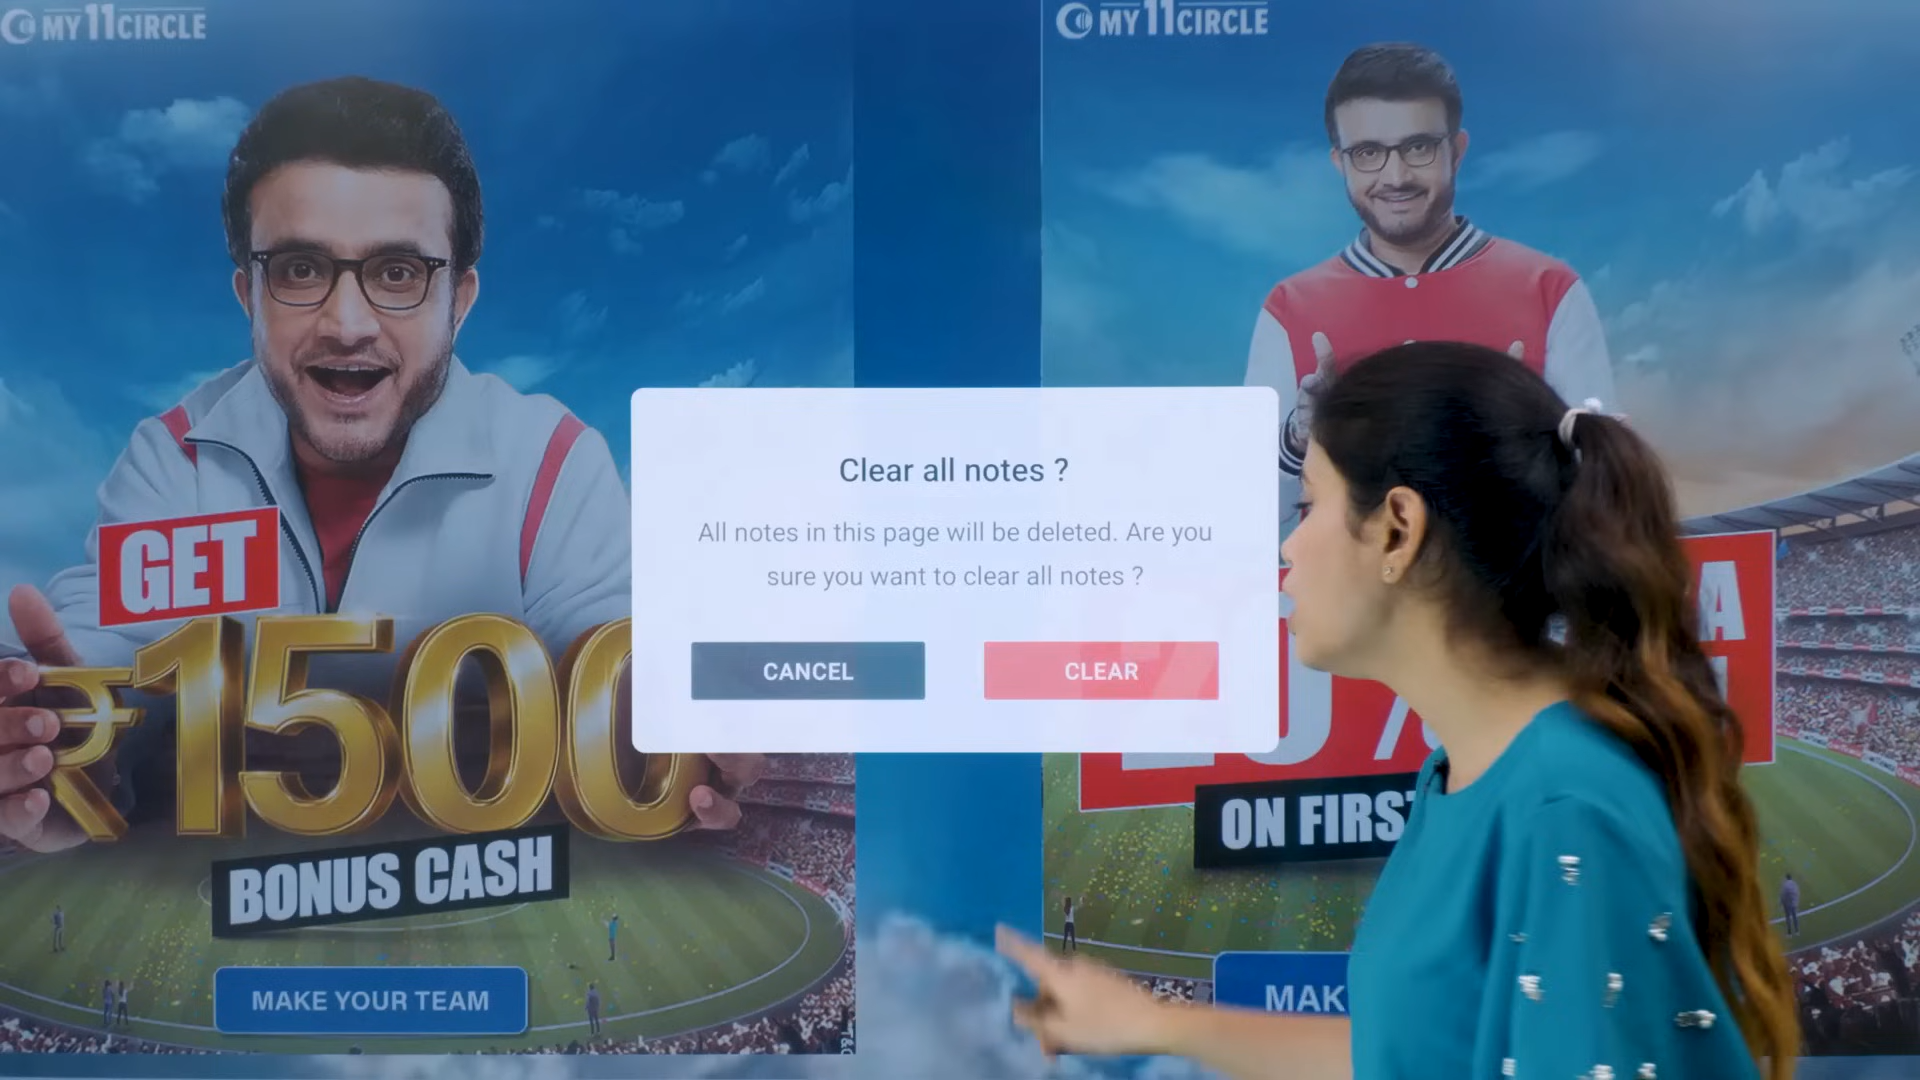 MY11CIRCLE
GET
₹1500
BONUS CASH
MAKE YOUR TEAM
MY11CIRCLE
ON FIRST
MAK
Clear all notes ?
All notes in this page will be deleted. Are you
sure you want to clear all notes ?
CANCEL
CLEAR